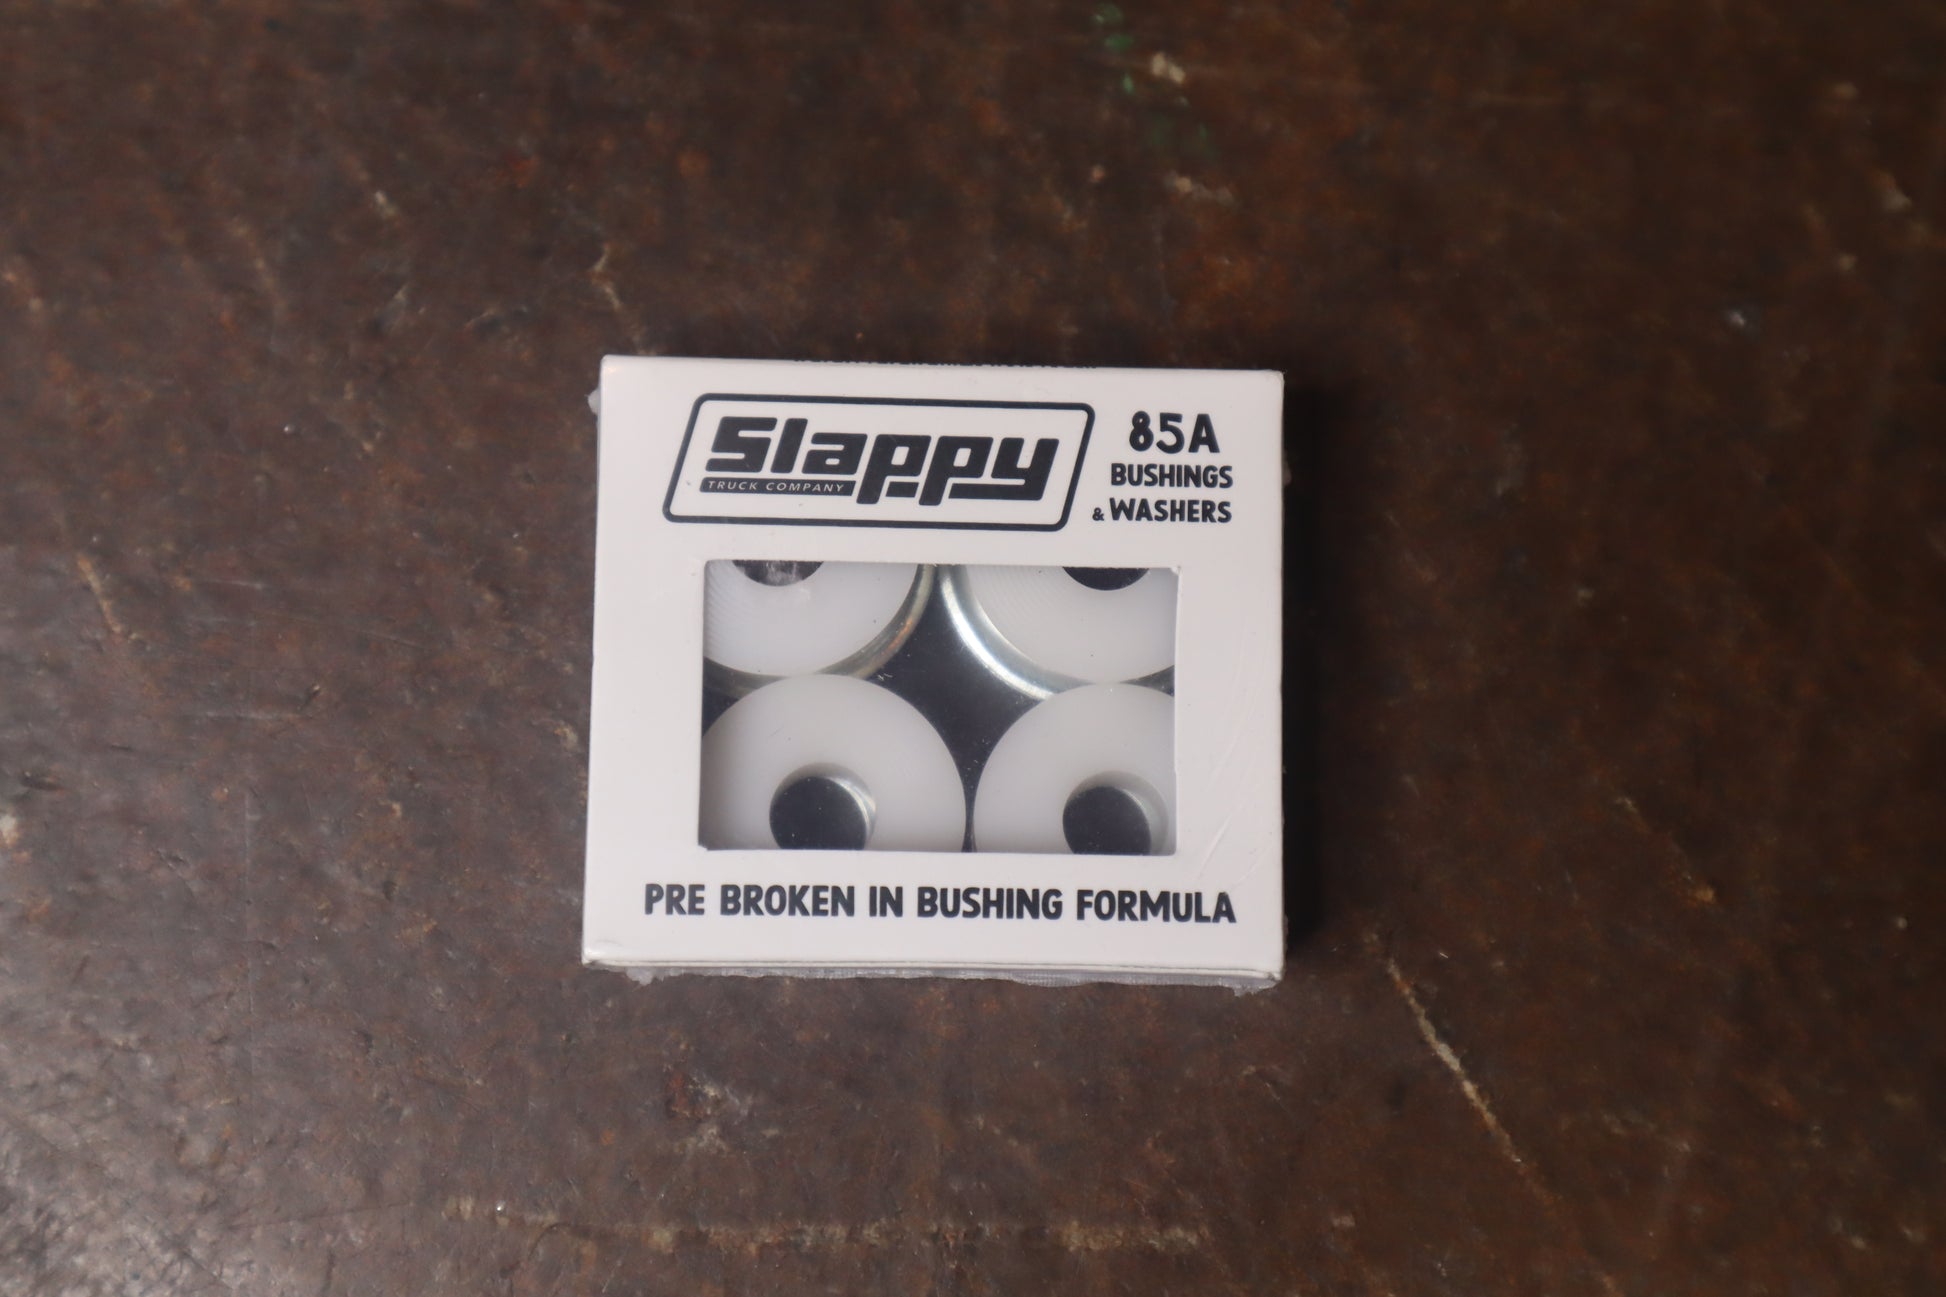 Slappy
TRUCK COMPANY
85A
BUSHINGS
& WASHERS
PRE BROKEN IN BUSHING FORMULA